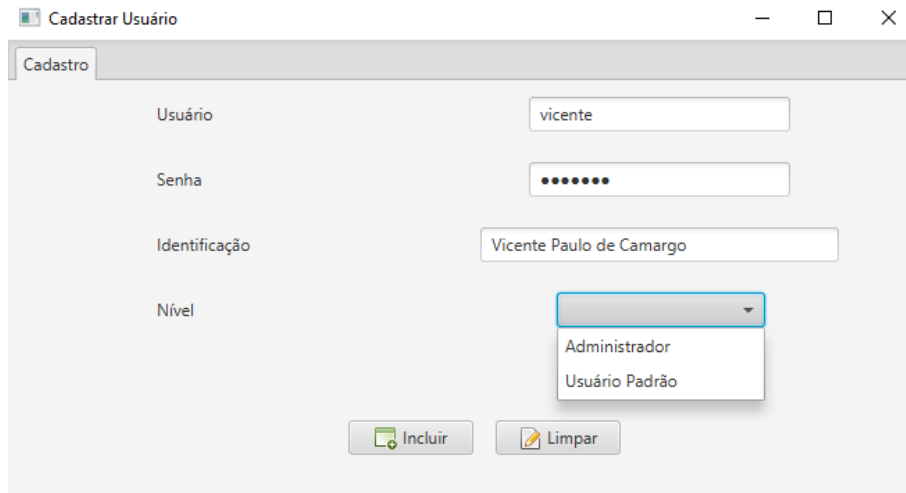 Cadastrar Usuário
Cadastro
Usuário
vicente
Senha
•••••••
Identificação
Vicente Paulo de Camargo
Nível
Administrador
Usuário Padrão
Incluir
Limpar